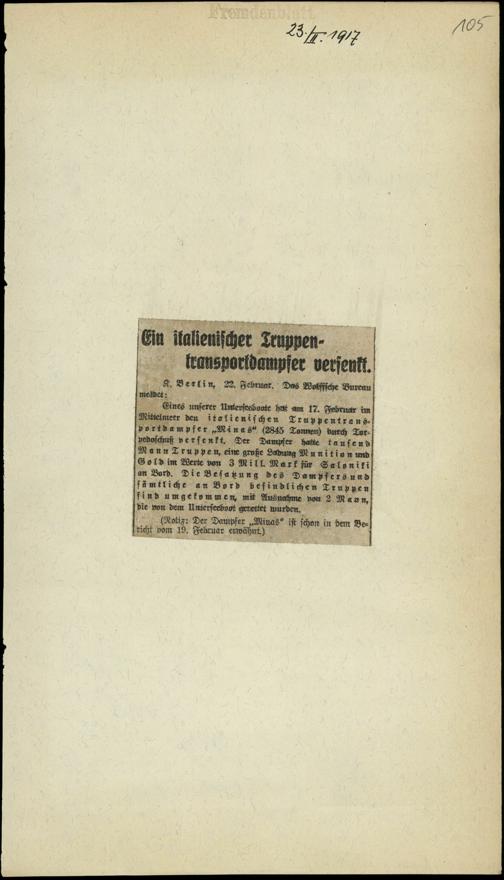 Fremdenblatt
23./II. 1917
105
Ein italienischer Truppen-
transportdampfer versenkt.
K. Berlin, 22. Februar. Das Wolffsche Bureau
meldet:
Eines unserer Unterseeboote hat am 17. Februar im
Mittelmeer den italienischen Truppentrans-
portdampfer „Minas“ (2845 Tonnen) durch Tor-
pedoschuß versenkt. Der Dampfer hatte tausend
Mann Truppen, eine große Ladung Munition und
Gold im Werte von 3 Mill. Mark für Saloniki
an Bord. Die Besatzung des Dampfers und
sämtliche an Bord befindlichen Truppen
sind umgekommen, mit Ausnahme von 2 Mann,
die von dem Unterseeboot gerettet wurden.
(Notiz: Der Dampfer „Minas“ ist schon in dem Be-
richt vom 19. Februar erwähnt.)